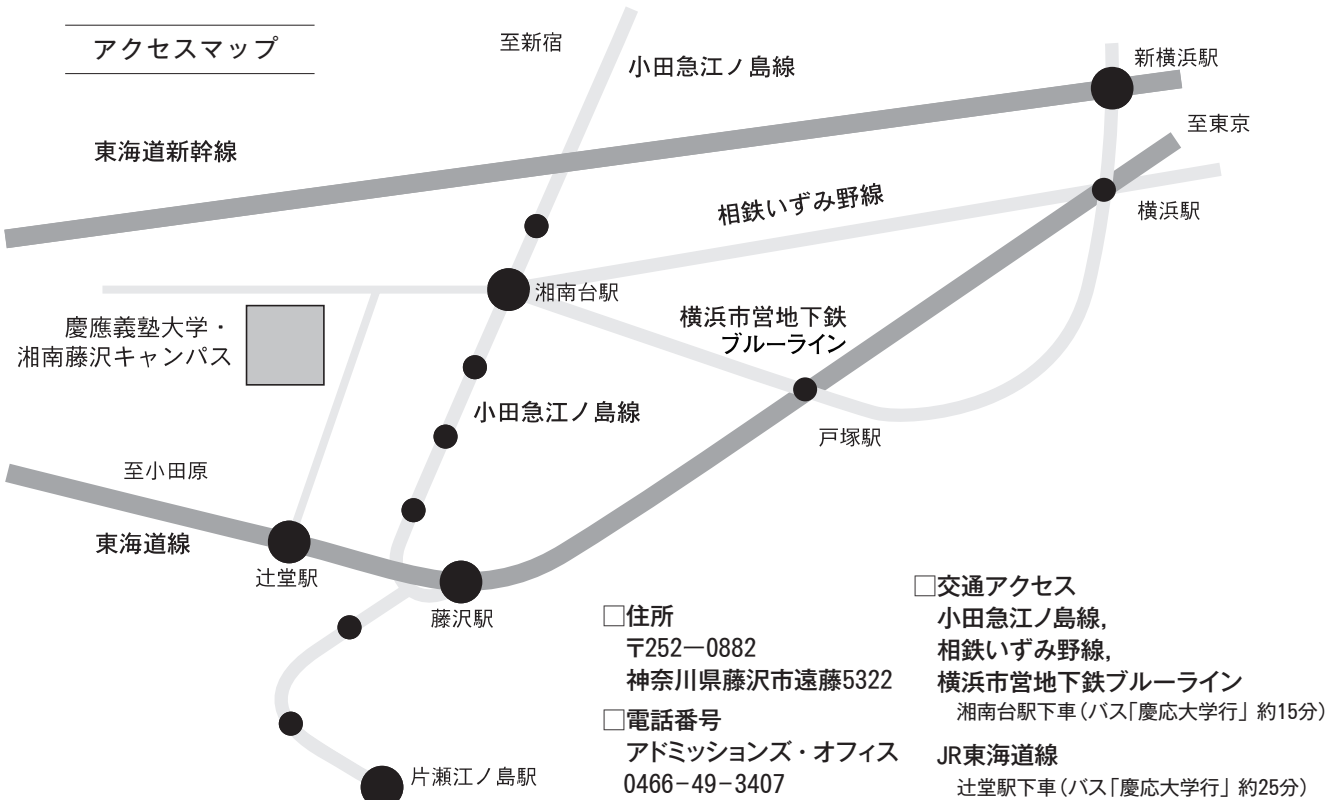 アクセスマップ
至新宿
小田急江ノ島線
新横浜駅
至東京
東海道新幹線
相鉄いずみ野線
横浜駅
湘南台駅
慶應義塾大学・
湘南藤沢キャンパス
横浜市営地下鉄
ブルーライン
小田急江ノ島線
戸塚駅
至小田原
東海道線
辻堂駅
藤沢駅
片瀬江ノ島駅
□住所
〒252－0882
神奈川県藤沢市遠藤5322
□電話番号
アドミッションズ・オフィス
0466−49−3407
□交通アクセス
小田急江ノ島線,
相鉄いずみ野線,
横浜市営地下鉄ブルーライン
湘南台駅下車（バス「慶応大学行」約15分）
JR東海道線
辻堂駅下車（バス「慶応大学行」約25分）